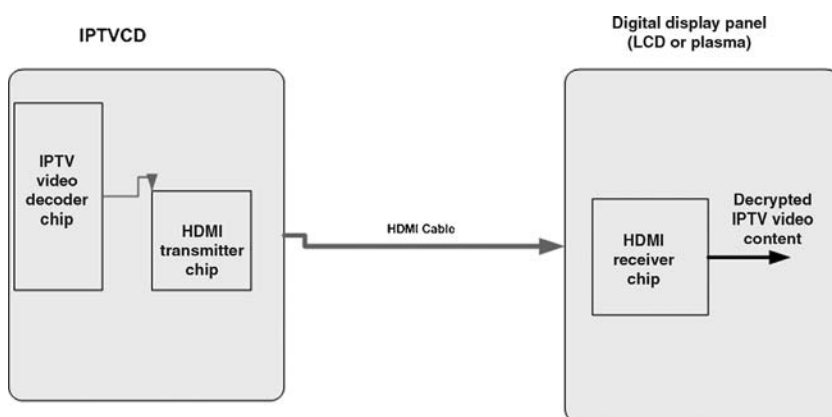 IPTVCD
Digital display panel
(LCD or plasma)
IPTV
video
decoder
chip
HDMI
transmitter
chip
HDMI Cable
HDMI
receiver
chip
Decrypted
IPTV video
content